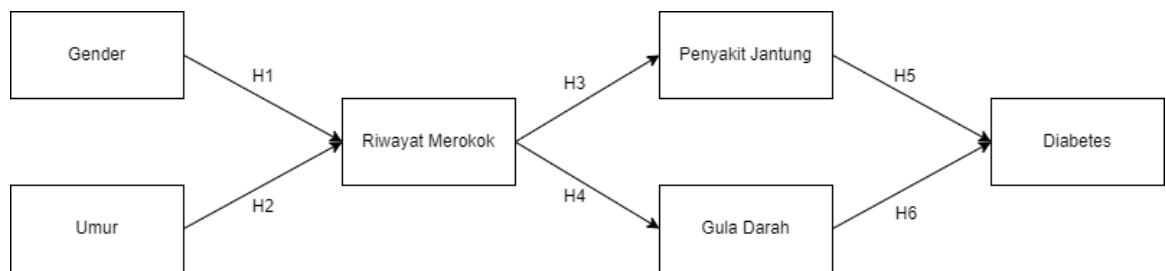 Gender
H1
Umur
H2
Riwayat Merokok
H3
H4
Penyakit Jantung
H5
Gula Darah
H6
Diabetes